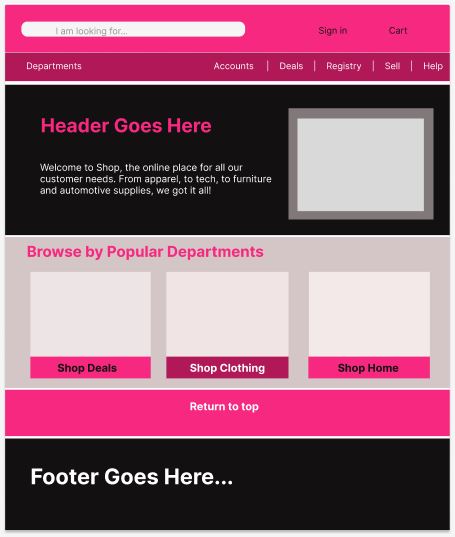 I am looking for...
Sign in
Cart
Departments
Accounts | Deals | Registry | Sell | Help
Header Goes Here
Welcome to Shop, the online place for all our
customer needs. From apparel, to tech, to furniture
and automotive supplies, we got it all!
Browse by Popular Departments
Shop Deals
Shop Clothing
Shop Home
Return to top
Footer Goes Here...